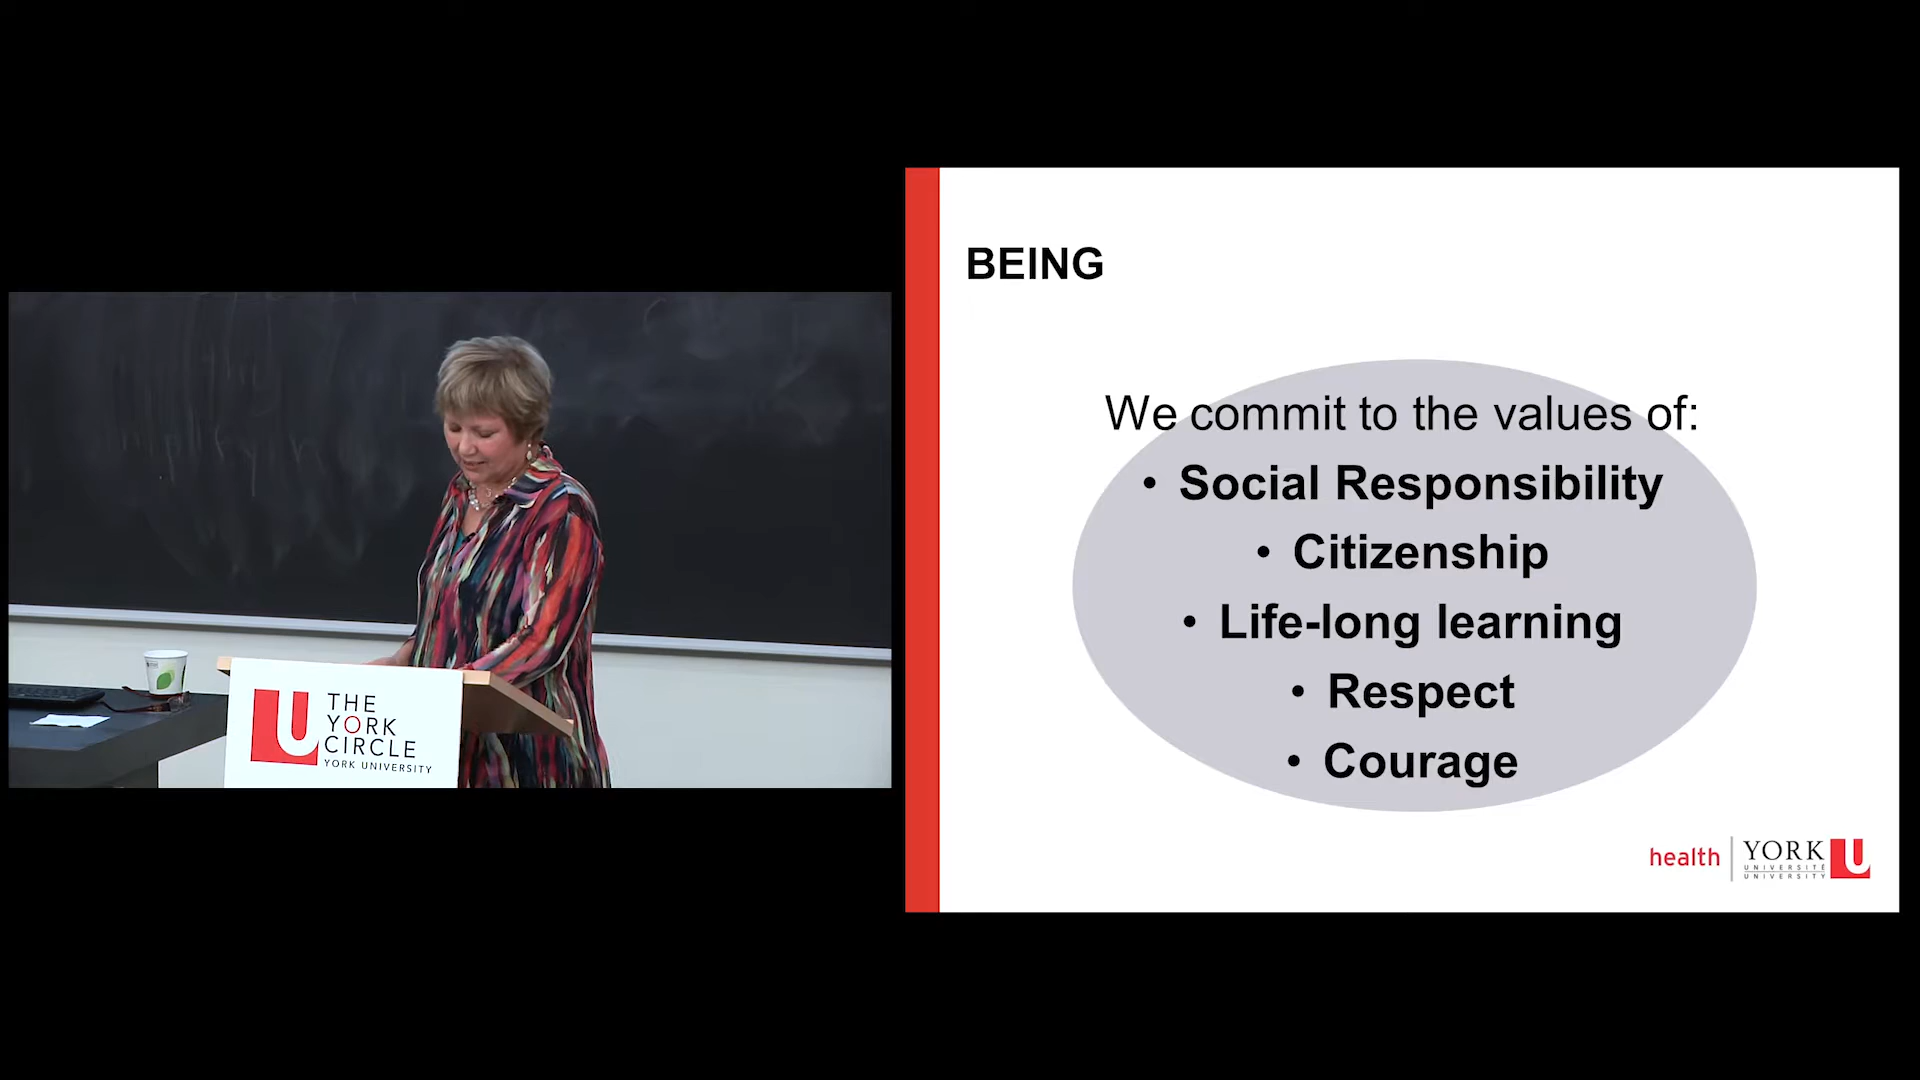 THE
YORK
CIRCLE
YORK UNIVERSITY
BEING
We commit to the values of:
• Social Responsibility
• Citizenship
• Life-long learning
• Respect
• Courage
health
YORK
UNIVERSITÉ
UNIVERSITY